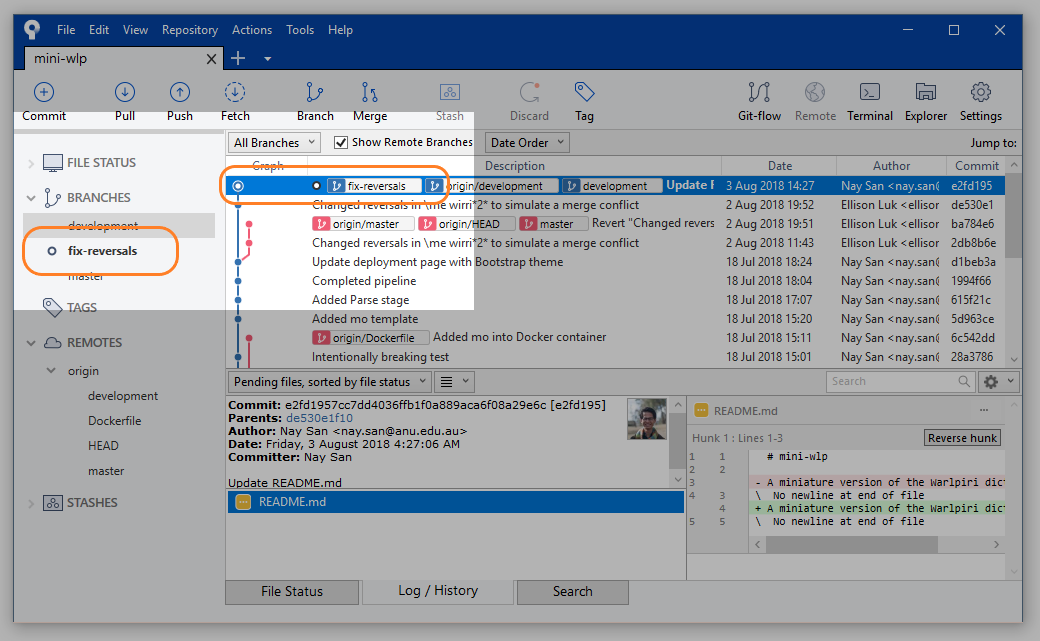 File Edit View Repository Actions Tools Help
mini-wlp
Commit Pull Push Fetch Branch Merge Stash Discard Tag Git-flow Remote Terminal Explorer Settings
All Branches Show Remote Branches Date Order Jump to:
Graph Description Date Author Commit
fix-reversals origin/development development Update 3 Aug 2018 14:27 Nay San <nay.san@ e2fd195
Changed reversals in \me wirri*2* to simulate a merge conflict 2 Aug 2018 19:52 Ellison Luk <ellison de530e1
origin/master origin/HEAD master Revert "Changed revers 2 Aug 2018 11:45 Ellison Luk <ellison ba784e6
Changed reversals in \me wirri*2* to simulate a merge conflict 2 Aug 2018 11:43 Ellison Luk <ellison 2db8b6e
Update deployment page with Bootstrap theme 18 Jul 2018 18:24 Nay San <nay.san@ d1beb3a
Completed pipeline 18 Jul 2018 18:04 Nay San <nay.san@ 1994f66
Added Parse stage 18 Jul 2018 17:07 Nay San <nay.san@ 615f21c
Added mo template 18 Jul 2018 15:20 Nay San <nay.san@ 5d963ce
origin/Dockerfile Added mo into Docker container 18 Jul 2018 15:11 Nay San <nay.san@ 6c542dd
Intentionally breaking test 18 Jul 2018 15:01 Nay San <nay.san@ 28a3786
FILE STATUS
BRANCHES
development
fix-reversals
master
TAGS
REMOTES
origin
development
Dockerfile
HEAD
master
STASHES
Pending files, sorted by file status Search
Commit: e2fd1957cc7dd4036ffb1f0a889aca6f08a29e6c [e2fd195]
Parents: de530e1f10
Author: Nay San <nay.san@anu.edu.au>
Date: Friday, 3 August 2018 4:27:06 AM
Committer: Nay San
Update README.md
README.md
README.md
Hunk 1 : Lines 1-3 Reverse hunk
1 1 # mini-wlp
2 2
3 - A miniature version of the Warlpiri dict
4 3 \ No newline at end of file
4 + A miniature version of the Warlpiri dict
5 5 \ No newline at end of file
File Status Log / History Search